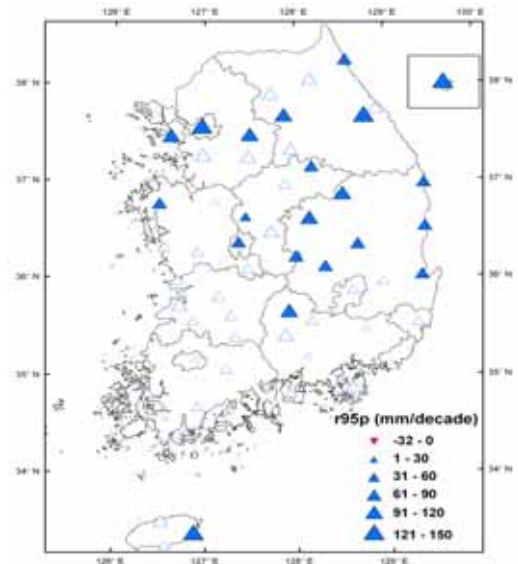 126° E 127° E 128° E 129° E 130° E
38° N 38° N
37° N 37° N
36° N 36° N
35° N 35° N
r95p (mm/decade)
-32 - 0
1 - 30
31 - 60
61 - 90
91 - 120
121 - 150
34° N 34° N
126° E 127° E 128° E 129° E